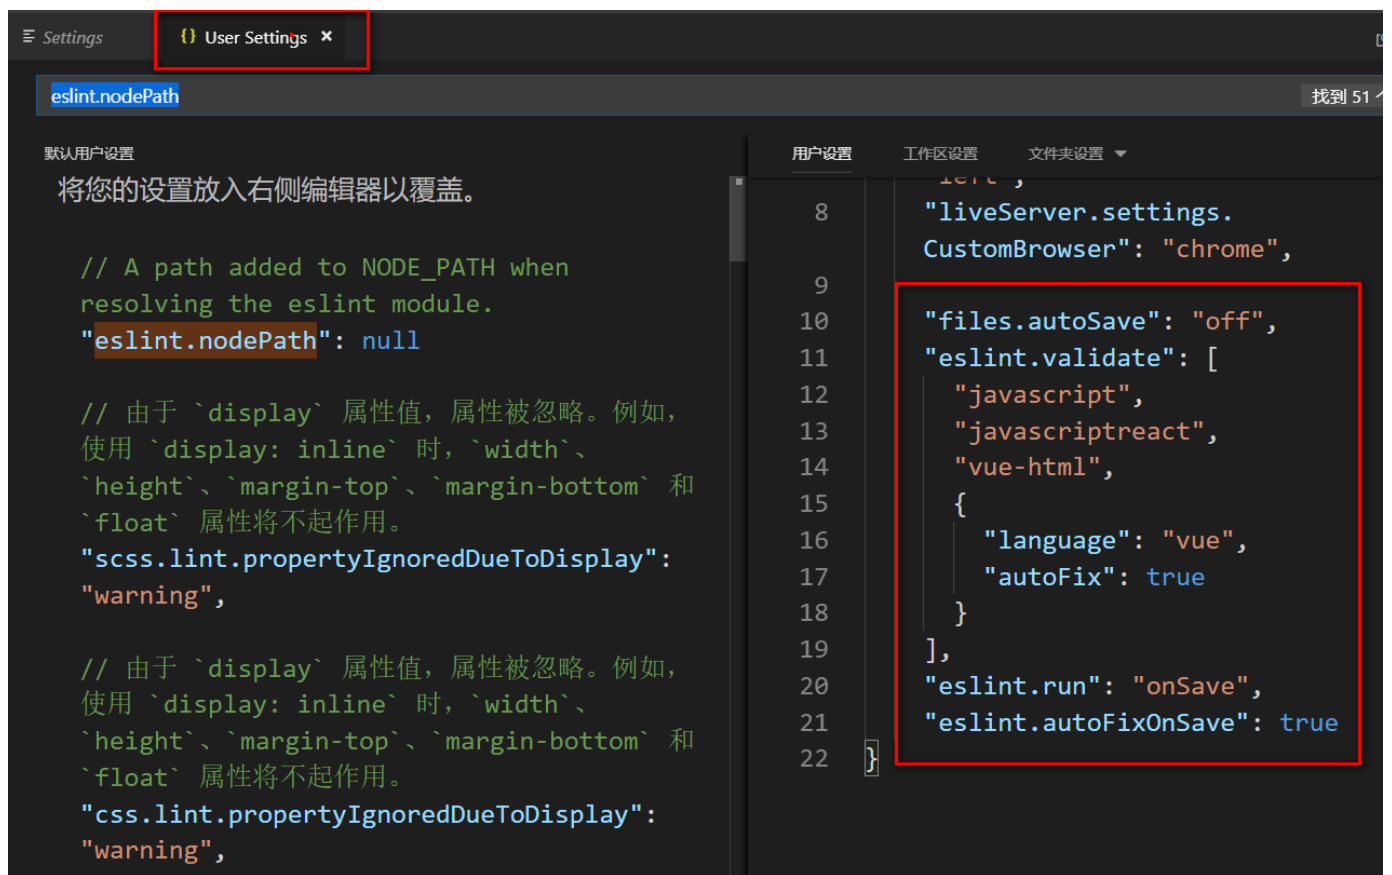 Settings
{} User Settings ×
eslint.nodePath
找到 51 个
默认用户设置
将您的设置放入右侧编辑器以覆盖。
// A path added to NODE_PATH when
resolving the eslint module.
"eslint.nodePath": null
// 由于 `display` 属性值，属性被忽略。例如，
使用 `display: inline` 时，`width`、
`height`、`margin-top`、`margin-bottom` 和
`float` 属性将不起作用。
"scss.lint.propertyIgnoredDueToDisplay":
"warning",
// 由于 `display` 属性值，属性被忽略。例如，
使用 `display: inline` 时，`width`、
`height`、`margin-top`、`margin-bottom` 和
`float` 属性将不起作用。
"css.lint.propertyIgnoredDueToDisplay":
"warning",
用户设置 工作区设置 文件夹设置
"left",
8 "liveServer.settings.
CustomBrowser": "chrome",
9
10 "files.autoSave": "off",
11 "eslint.validate": [
12 "javascript",
13 "javascriptreact",
14 "vue-html",
15 {
16 "language": "vue",
17 "autoFix": true
18 }
19 ],
20 "eslint.run": "onSave",
21 "eslint.autoFixOnSave": true
22 }